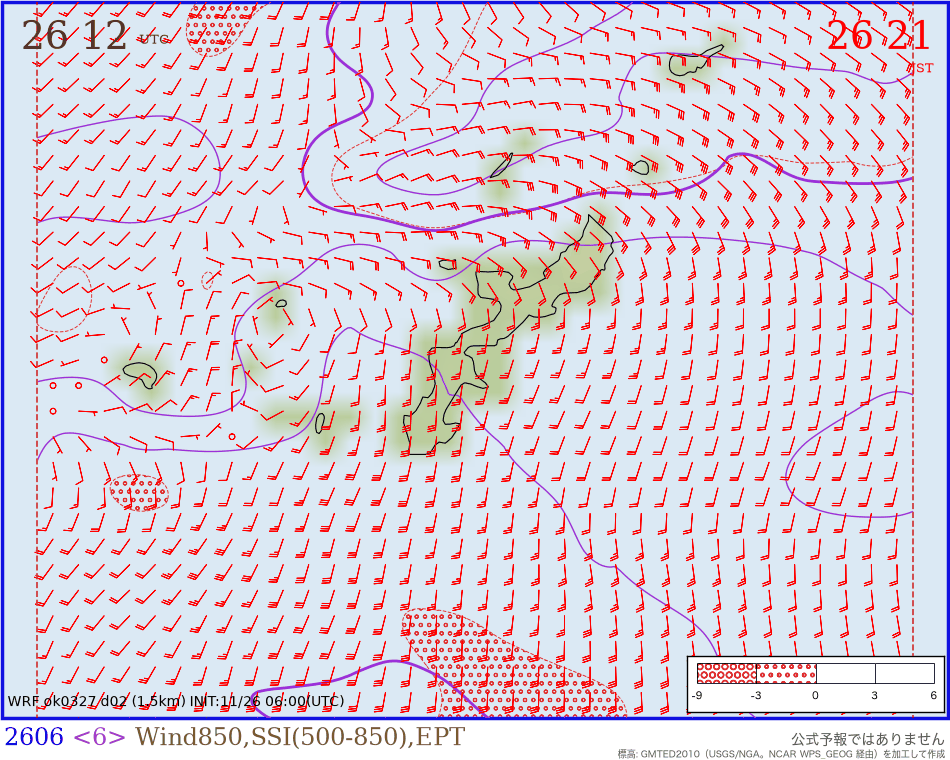 26 12 UTC
26 21
JST
WRF ok0327 d02 (1.5km) INIT:11/26 06:00(UTC)
-9 -3 0 3 6
2606 <6> Wind850,SSI(500-850),EPT
公式予報ではありません
標高: GMTED2010（USGS/NGA。NCAR WPS_GEOG 経由）を加工して作成